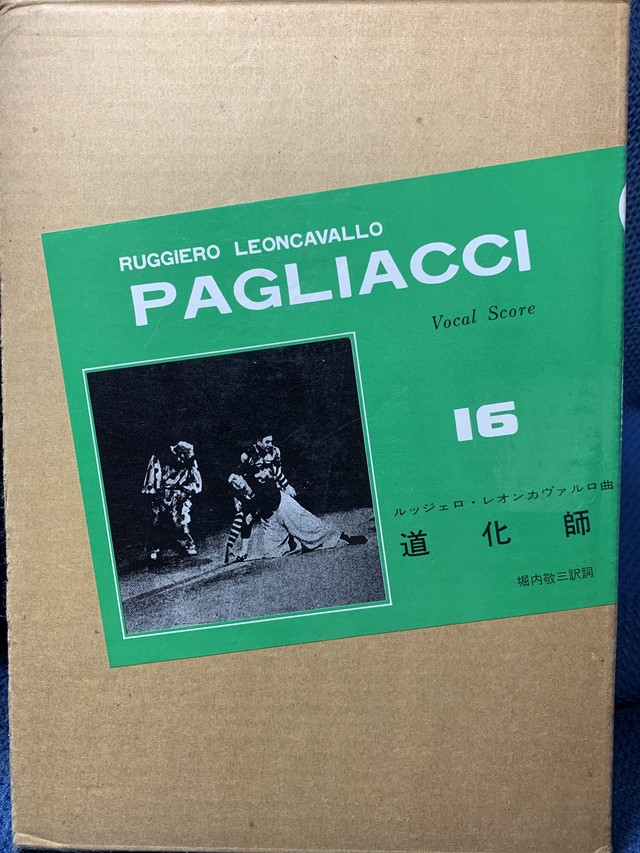 RUGGIERO LEONCAVALLO
PAGLIACCI
Vocal Score
16
ルッジェロ・レオンカヴァルロ曲
道化師
堀内敬三訳詞